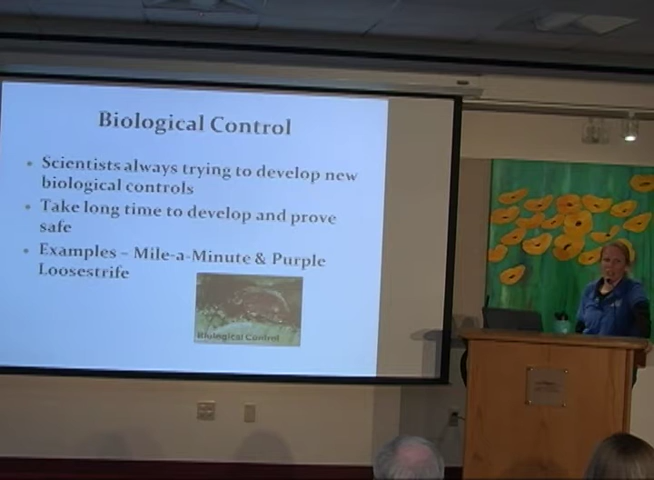 Biological Control
• Scientists always trying to develop new
biological controls
• Take long time to develop and prove
safe
• Examples – Mile-a-Minute & Purple
Loosestrife
Biological Control